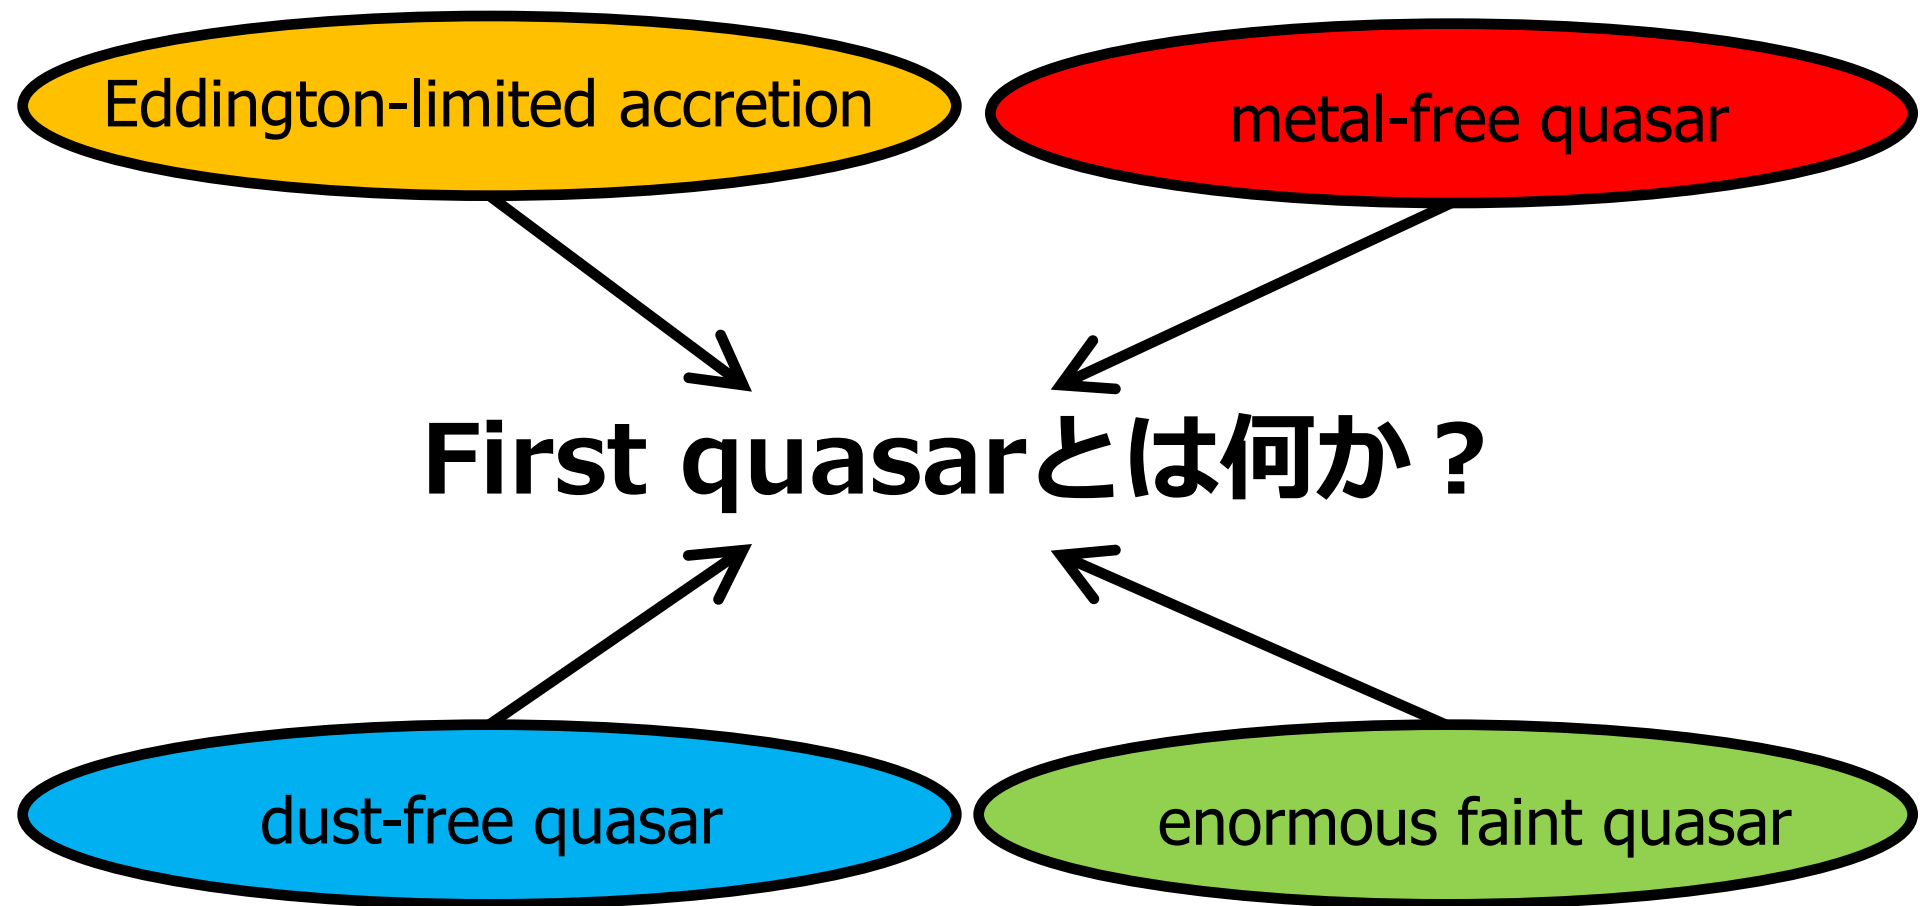 Eddington-limited accretion
metal-free quasar
First quasarとは何か？
dust-free quasar
enormous faint quasar